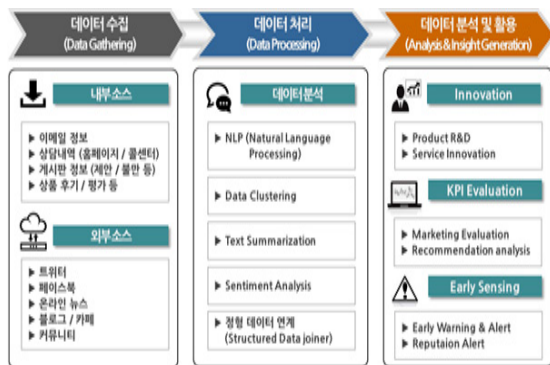 데이터 수집
(Data Gathering)
내부소스
▶ 이메일 정보
▶ 상담내역 (홈페이지 / 콜센터)
▶ 게시판 정보 (제안 / 불만 등)
▶ 상품 후기 / 평가 등
외부소스
▶ 트위터
▶ 페이스북
▶ 온라인 뉴스
▶ 블로그 / 카페
▶ 커뮤니티
데이터 처리
(Data Processing)
데이터분석
▶ NLP (Natural Language
Processing)
▶ Data Clustering
▶ Text Summarization
▶ Sentiment Analysis
▶ 정형 데이터 연계
(Structured Data joiner)
데이터 분석 및 활용
(Analysis & Insight Generation)
Innovation
▶ Product R&D
▶ Service Innovation
KPI Evaluation
▶ Marketing Evaluation
▶ Recommendation analysis
Early Sensing
▶ Early Warning & Alert
▶ Reputaion Alert